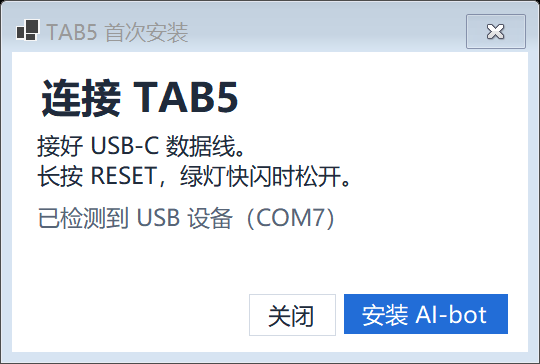 TAB5 首次安装
连接 TAB5
接好 USB-C 数据线。
长按 RESET，绿灯快闪时松开。
已检测到 USB 设备（COM7）
关闭
安装 AI-bot